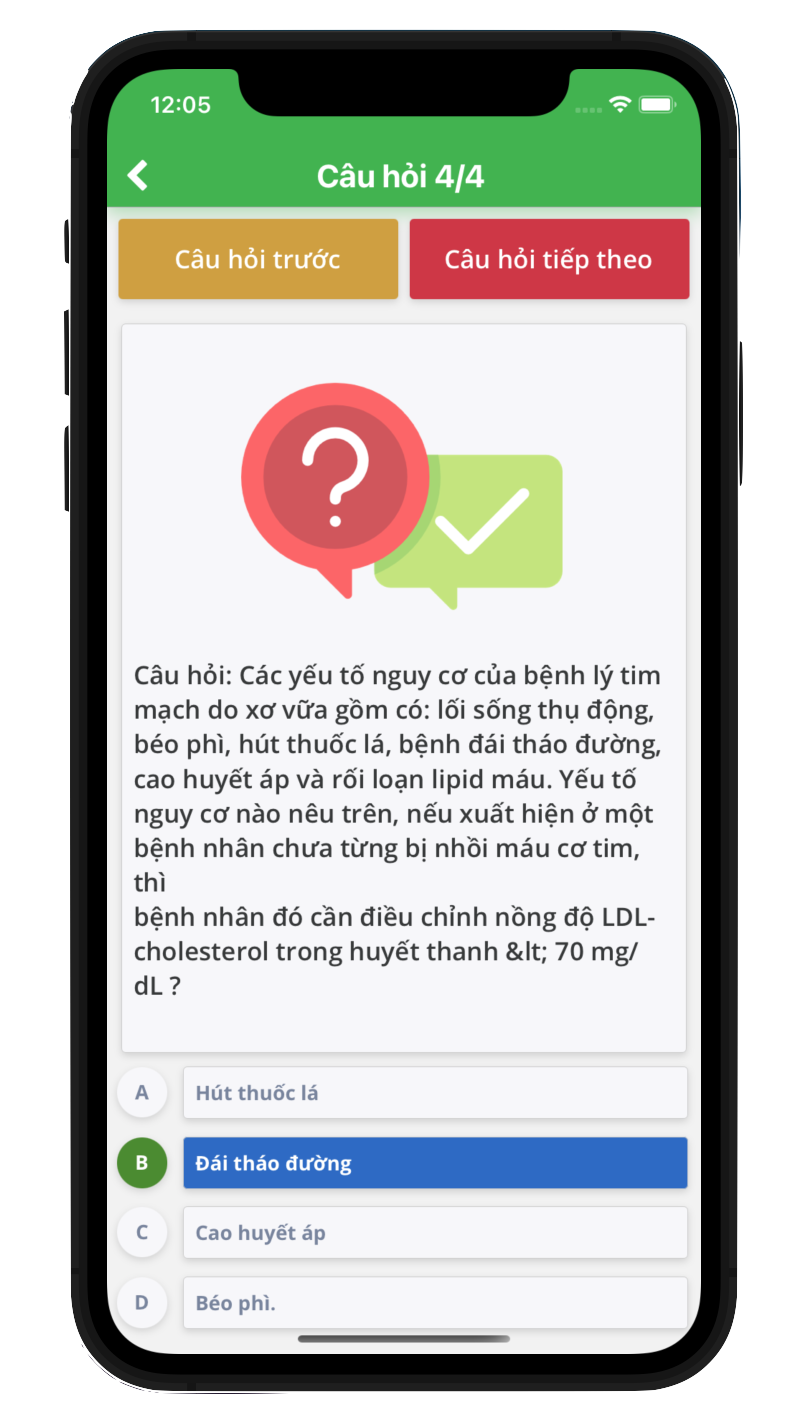 12:05
Câu hỏi 4/4
Câu hỏi trước
Câu hỏi tiếp theo
?
Câu hỏi: Các yếu tố nguy cơ của bệnh lý tim
mạch do xơ vữa gồm có: lối sống thụ động,
béo phì, hút thuốc lá, bệnh đái tháo đường,
cao huyết áp và rối loạn lipid máu. Yếu tố
nguy cơ nào nêu trên, nếu xuất hiện ở một
bệnh nhân chưa từng bị nhồi máu cơ tim,
thì
bệnh nhân đó cần điều chỉnh nồng độ LDL-
cholesterol trong huyết thanh &lt; 70 mg/
dL ?
A
Hút thuốc lá
B
Đái tháo đường
C
Cao huyết áp
D
Béo phì.